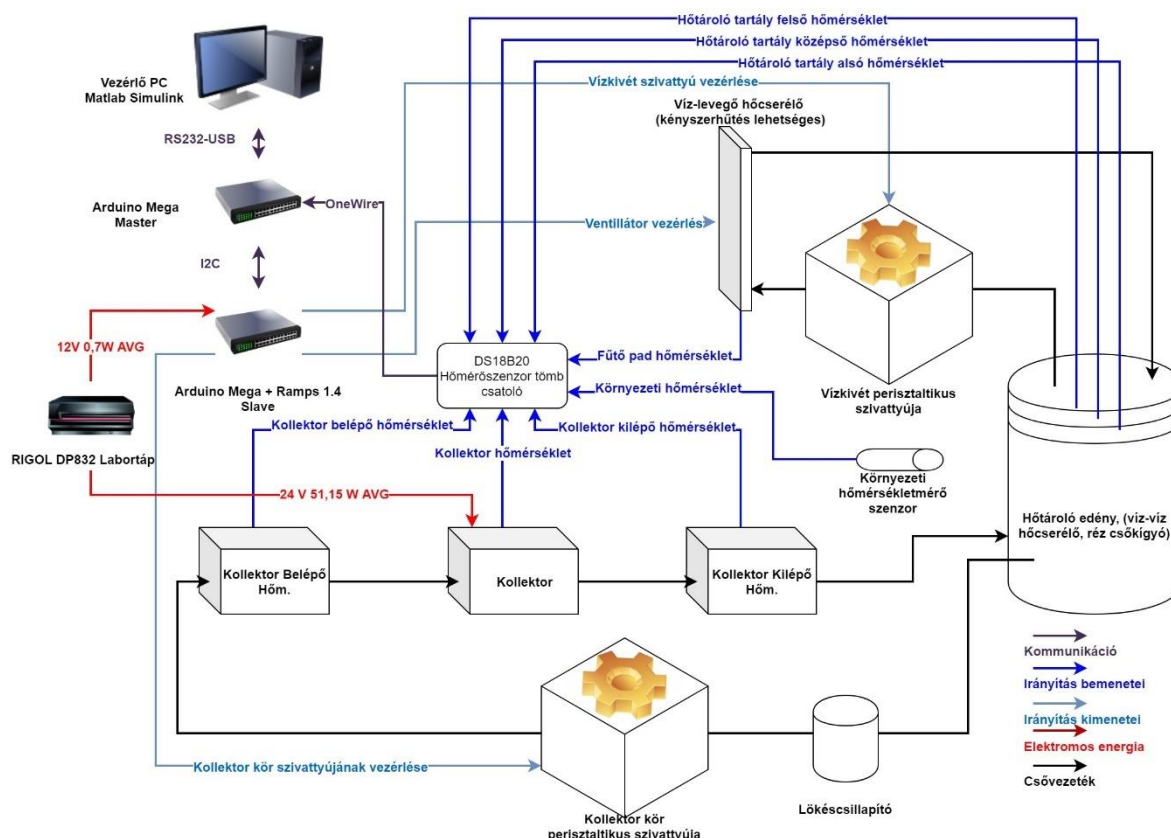 Hőtároló tartály felső hőmérséklet
Hőtároló tartály középső hőmérséklet
Hőtároló tartály alsó hőmérséklet
Vezérlő PC
Matlab Simulink
Vízkivét szivattyú vezérlése
Víz-levegő hőcserélő
(kényszerhűtés lehetséges)
RS232-USB
Arduino Mega
Master
OneWire
Ventillátor vezérlés
I2C
12V 0,7W AVG
DS18B20
Hőmérőszenzor tömb
csatoló
Fűtő pad hőmérséklet
Környezeti hőmérséklet
Arduino Mega + Ramps 1.4
Slave
Vízkivét perisztaltikus
szivattyúja
Kollektor belépő hőmérséklet
Kollektor kilépő hőmérséklet
Kollektor hőmérséklet
RIGOL DP832 Labortáp
Környezeti
hőmérsékletmérő
szenzor
24 V 51,15 W AVG
Hőtároló edény, (víz-víz
hőcserélő, réz csőkígyó)
Kollektor Belépő
Hőm.
Kollektor
Kollektor Kilépő
Hőm.
Kommunikáció
Irányítás bemenetei
Irányítás kimenetei
Elektromos energia
Csővezeték
Kollektor kör szivattyújának vezérlése
Lökéscsillapító
Kollektor kör
perisztaltikus szivattyúja